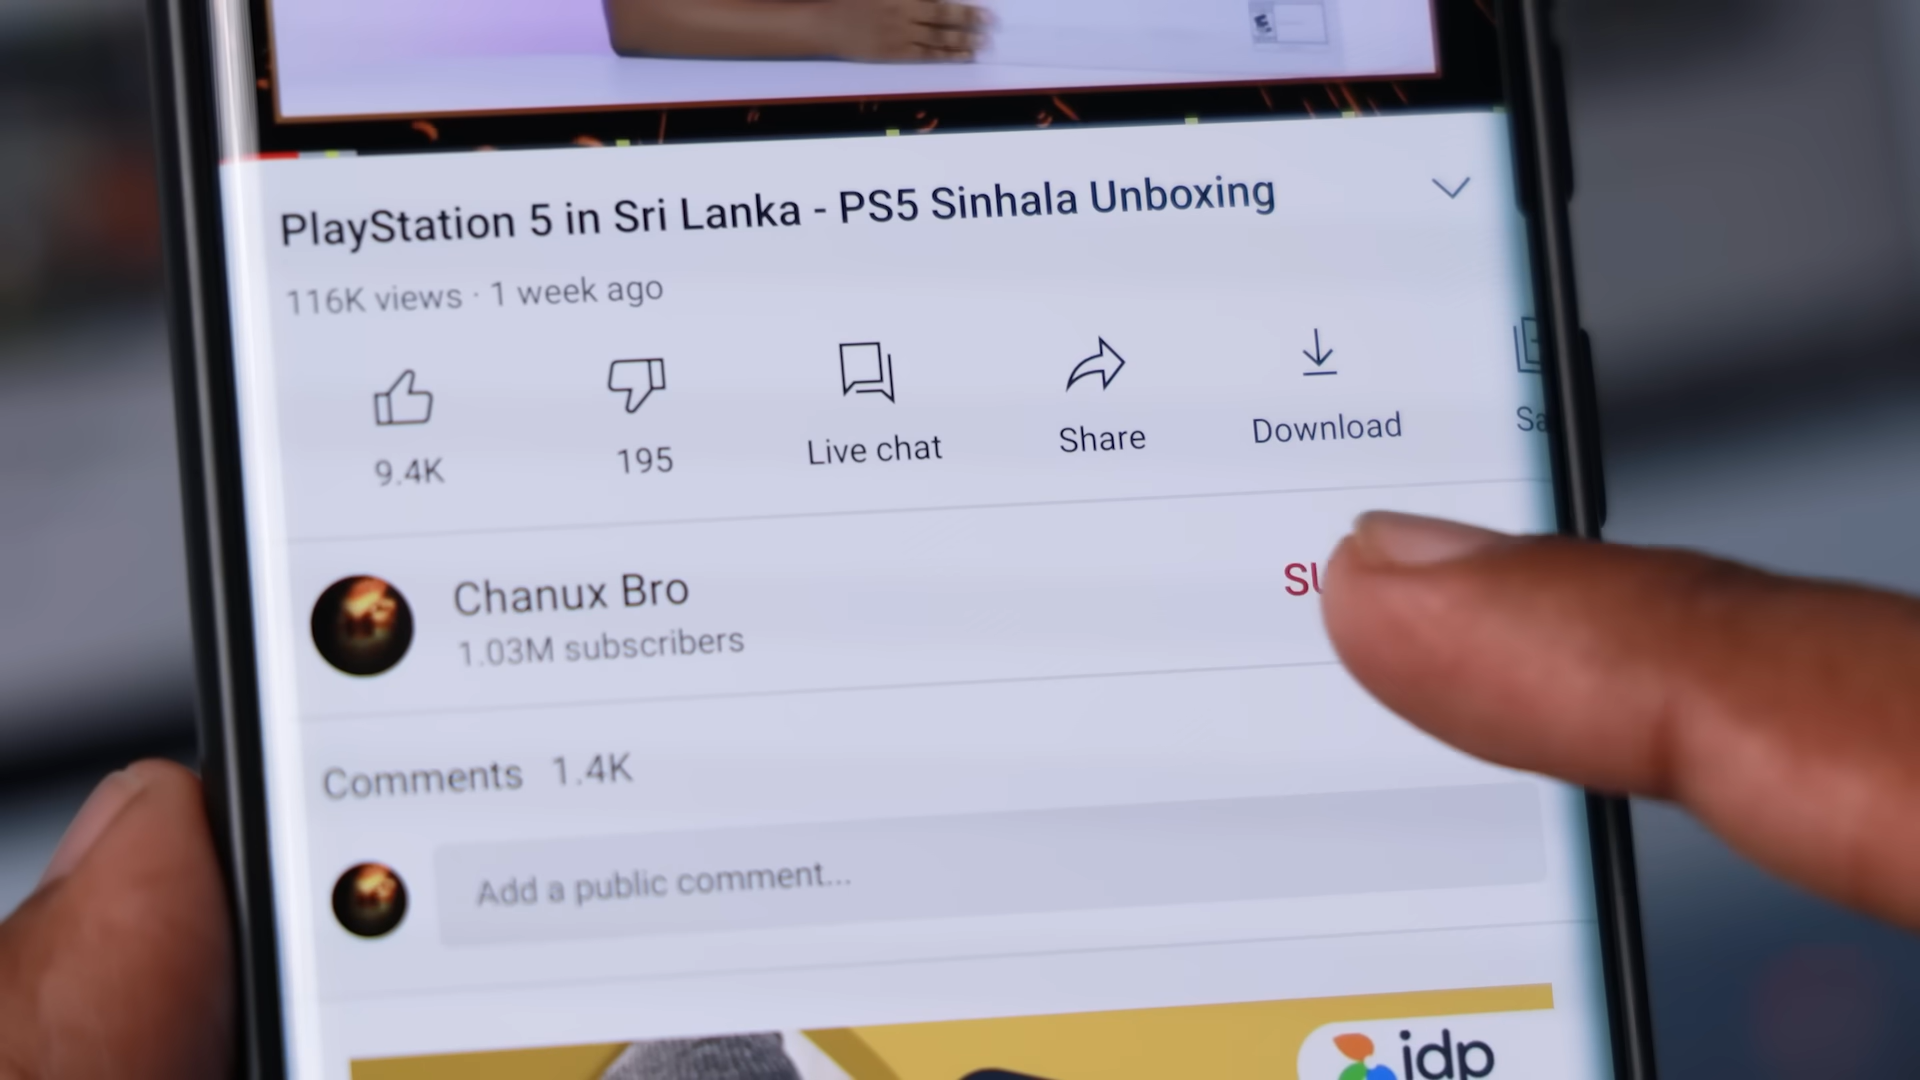 PlayStation 5 in Sri Lanka - PS5 Sinhala Unboxing
116K views · 1 week ago
9.4K
195
Live chat
Share
Download
Chanux Bro
1.03M subscribers
Comments 1.4K
Add a public comment...
idp